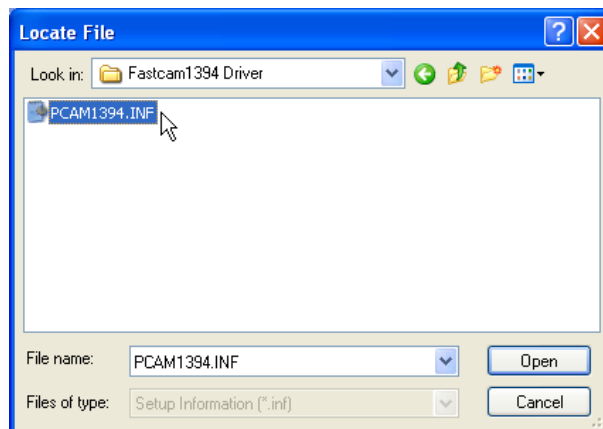 Locate File
Look in: Fastcam1394 Driver
PCAM1394.INF
File name: PCAM1394.INF Open
Files of type: Setup Information (*.inf) Cancel